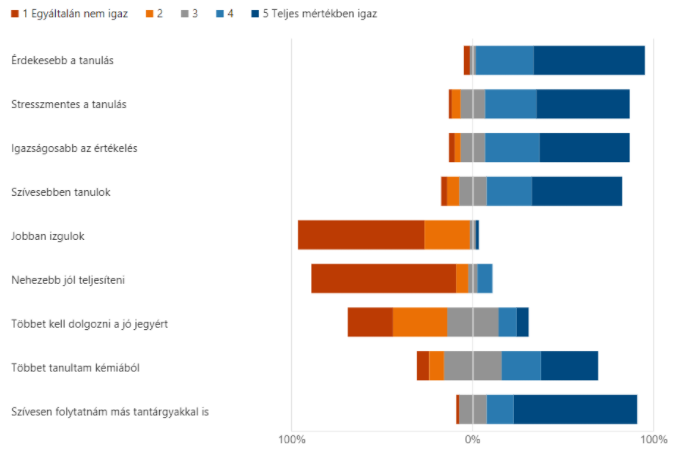 1 Egyáltalán nem igaz 2 3 4 5 Teljes mértékben igaz
Érdekesebb a tanulás
Stresszmentes a tanulás
Igazságosabb az értékelés
Szívesebben tanulok
Jobban izgulok
Nehezebb jól teljesíteni
Többet kell dolgozni a jó jegyért
Többet tanultam kémiából
Szívesen folytatnám más tantárgyakkal is
100% 0% 100%